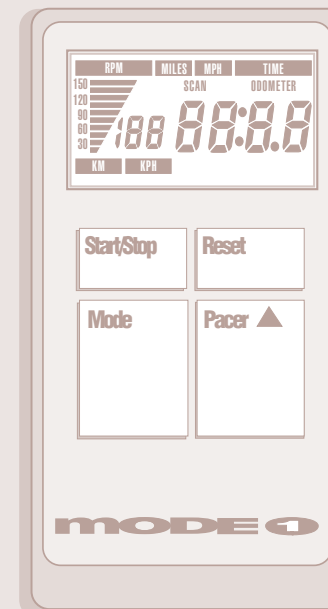 RPM MILES MPH TIME
150 SCAN ODOMETER
120
90
60
30
188 88:8.8
KM KPH
Start/Stop Reset
Mode Pacer
MODE 1